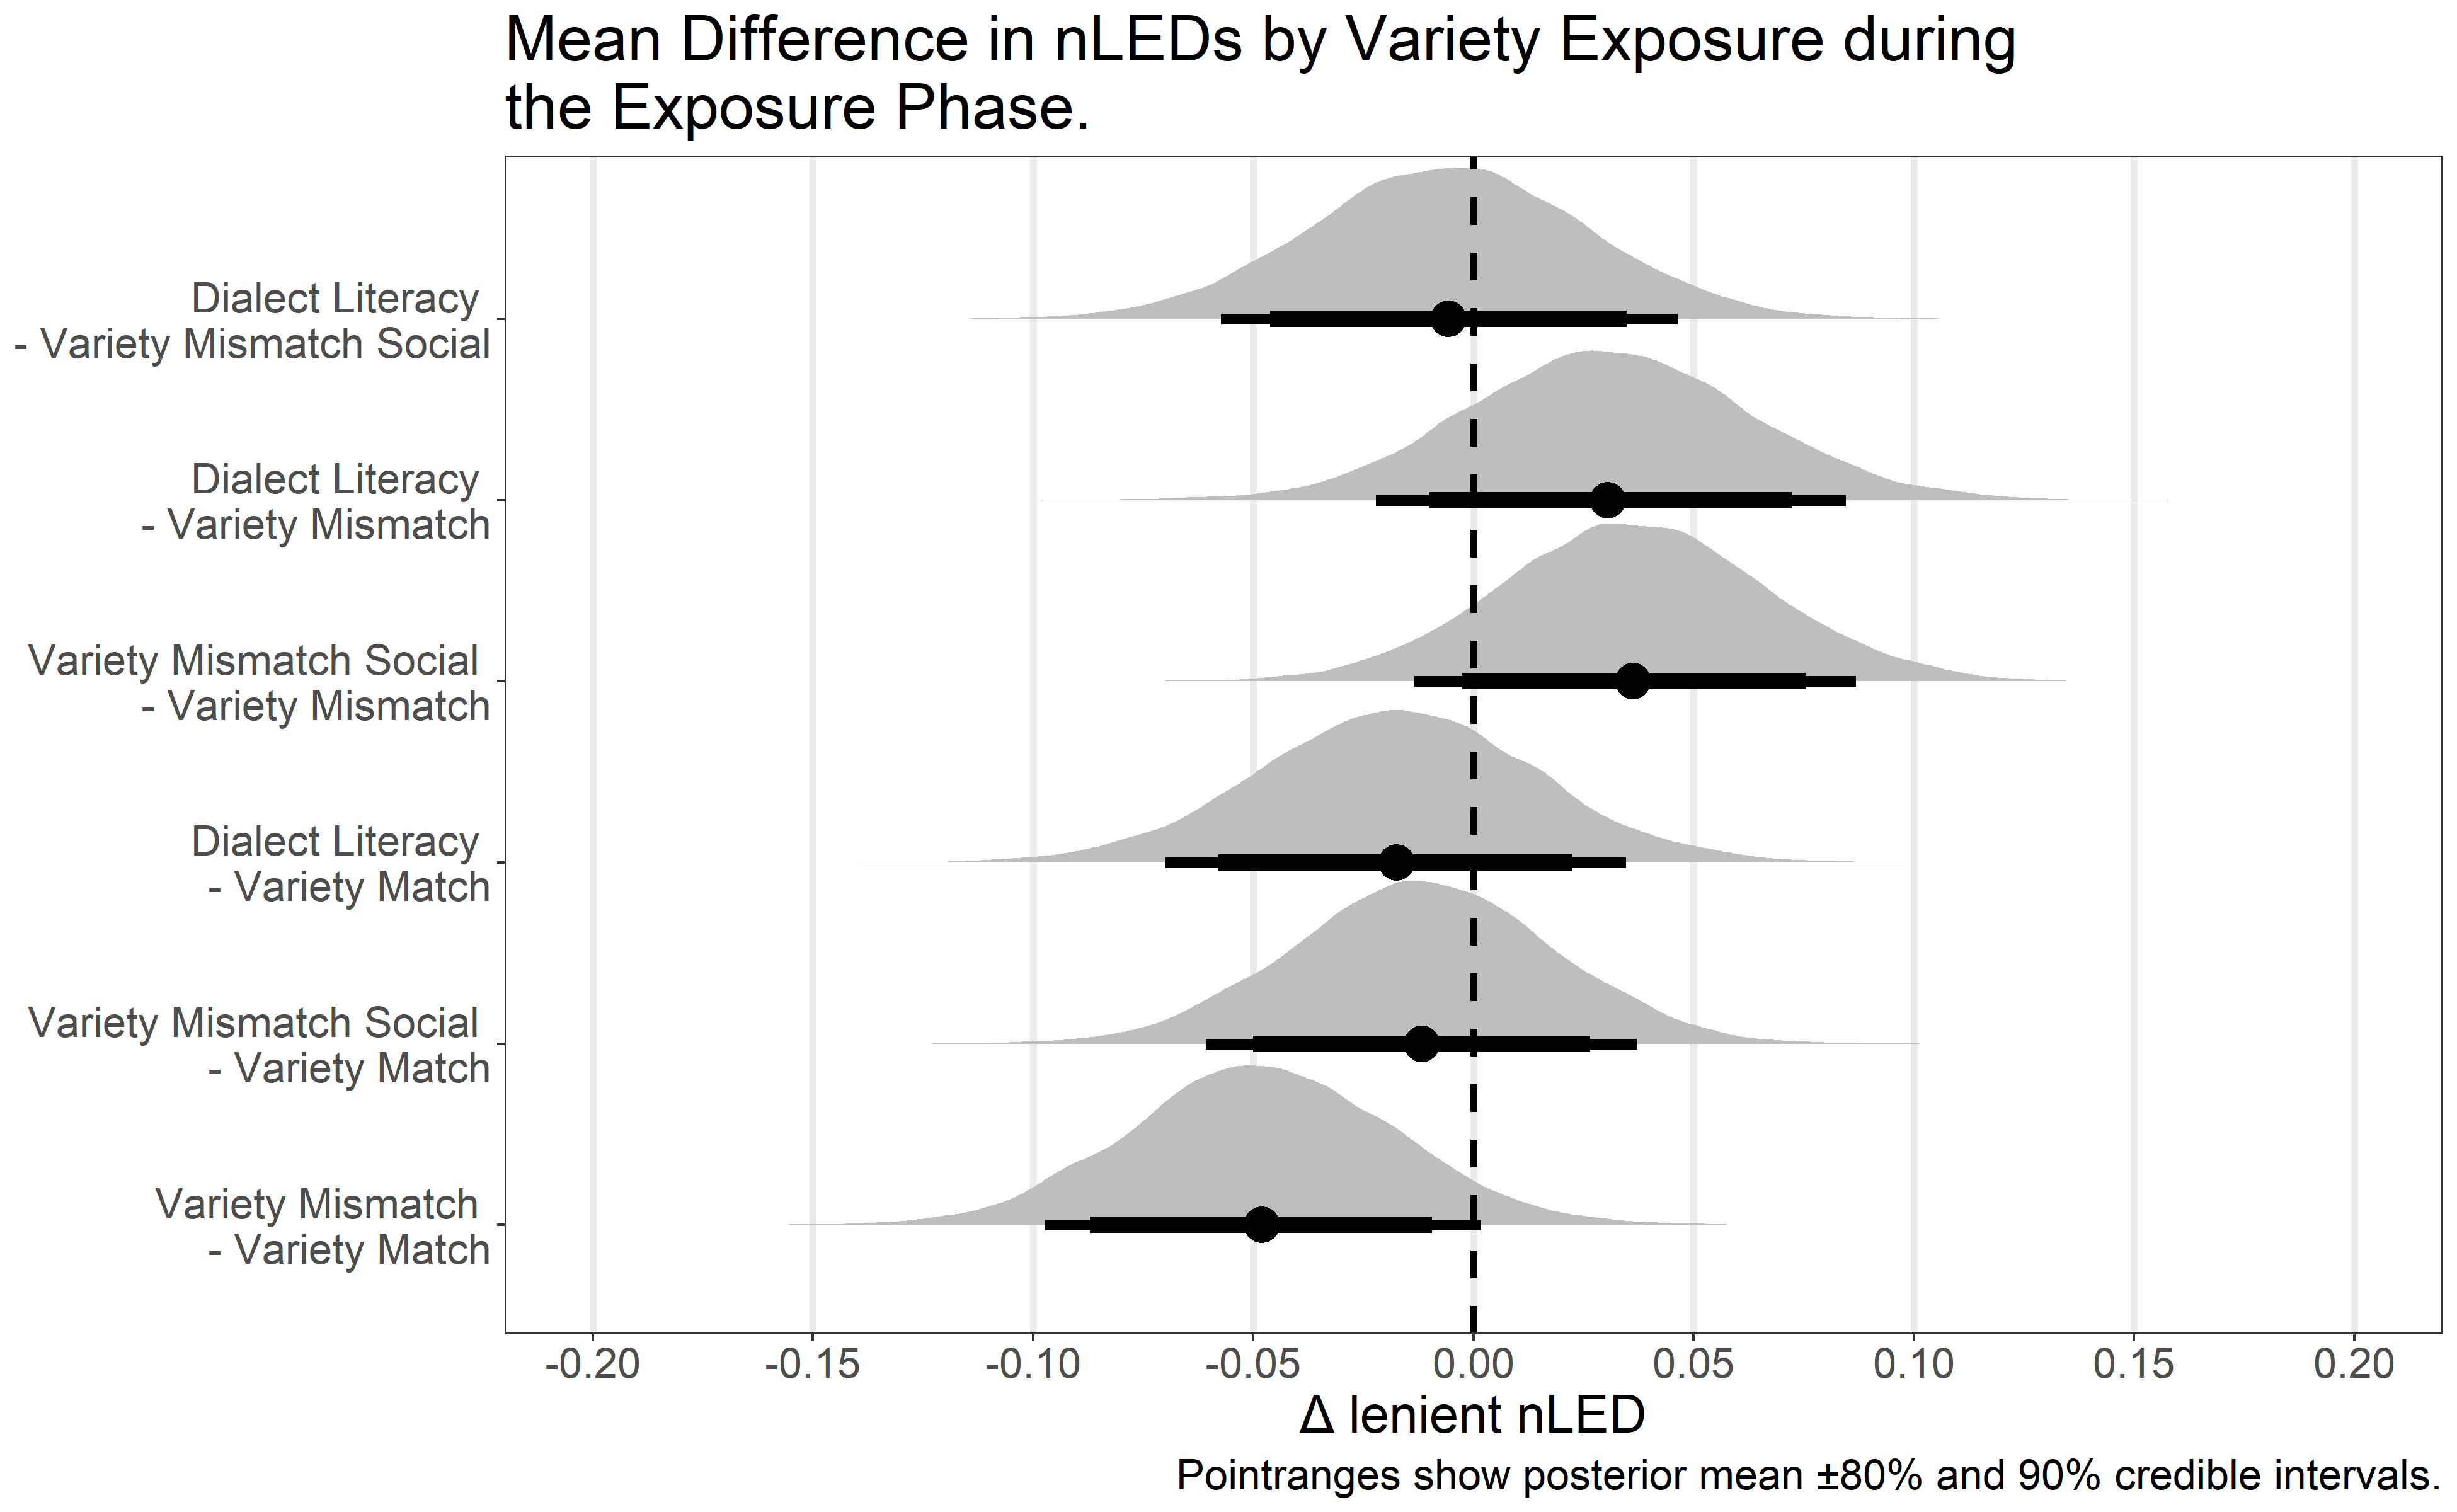 Mean Difference in nLEDs by Variety Exposure during
the Exposure Phase.
Dialect Literacy
- Variety Mismatch Social
Dialect Literacy
- Variety Mismatch
Variety Mismatch Social
- Variety Mismatch
Dialect Literacy
- Variety Match
Variety Mismatch Social
- Variety Match
Variety Mismatch
- Variety Match
-0.20 -0.15 -0.10 -0.05 0.00 0.05 0.10 0.15 0.20
Δ lenient nLED
Pointranges show posterior mean ±80% and 90% credible intervals.